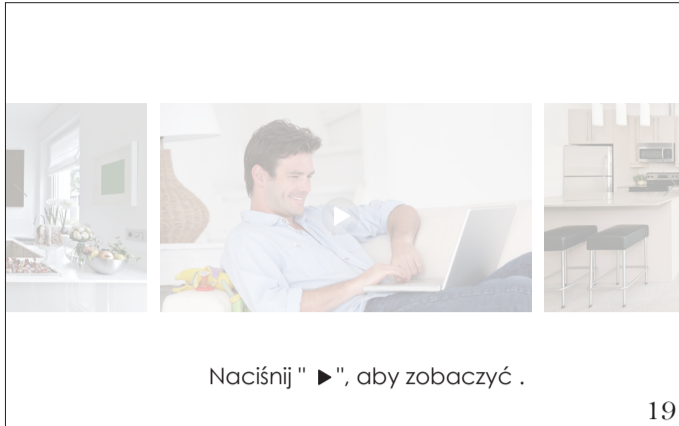 Naciśnij " ▶", aby zobaczyć .
19